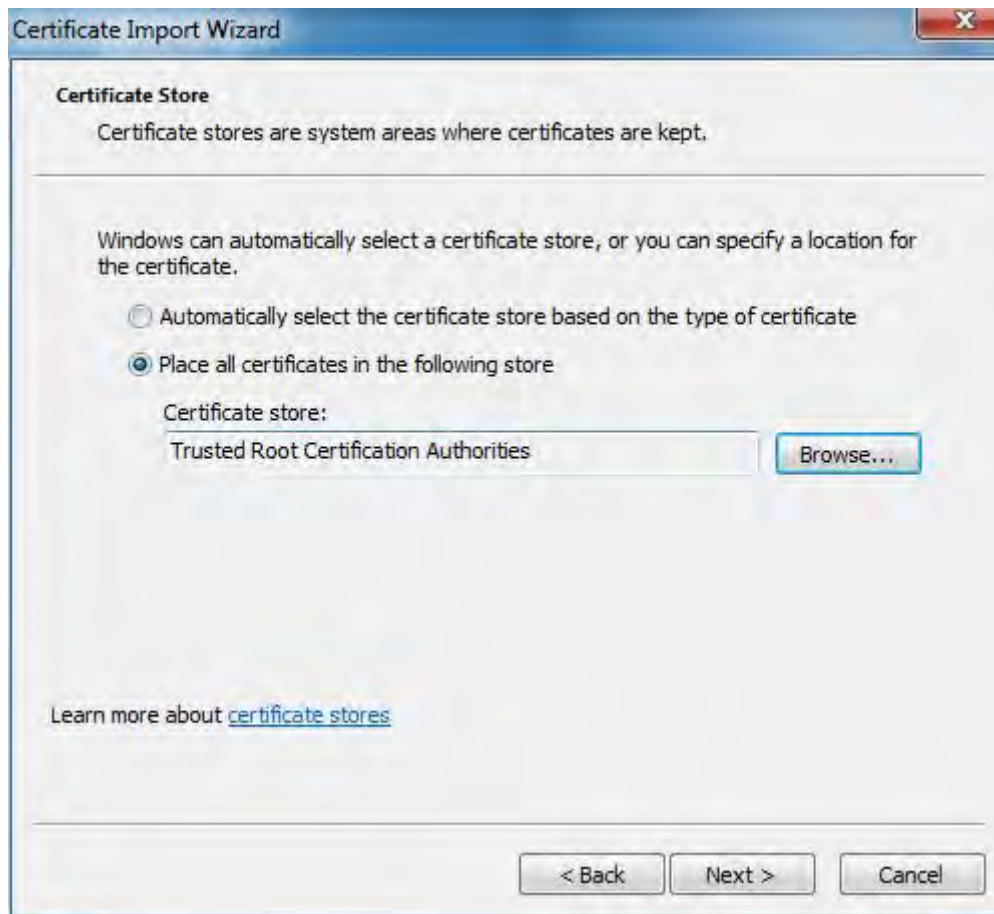 Certificate Import Wizard
Certificate Store
Certificate stores are system areas where certificates are kept.
Windows can automatically select a certificate store, or you can specify a location for
the certificate.
Automatically select the certificate store based on the type of certificate
Place all certificates in the following store
Certificate store:
Trusted Root Certification Authorities
Browse...
Learn more about certificate stores
< Back
Next >
Cancel